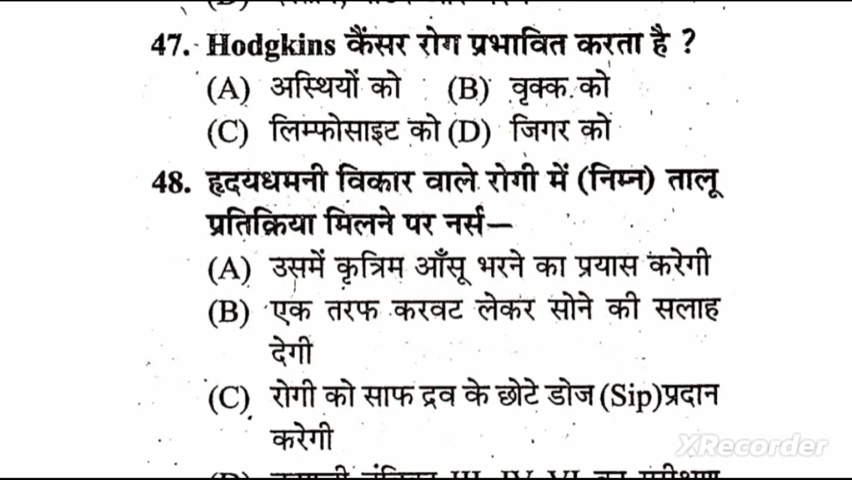 47. Hodgkins कैंसर रोग प्रभावित करता है ?
(A) अस्थियों को (B) वृक्क को
(C) लिम्फोसाइट को (D) जिगर को
48. हृदयधमनी विकार वाले रोगी में (निम्न) तालू
प्रतिक्रिया मिलने पर नर्स—
(A) उसमें कृत्रिम आँसू भरने का प्रयास करेगी
(B) एक तरफ करवट लेकर सोने की सलाह
देगी
(C) रोगी को साफ द्रव के छोटे डोज (Sip) प्रदान
करेगी
XRecorder